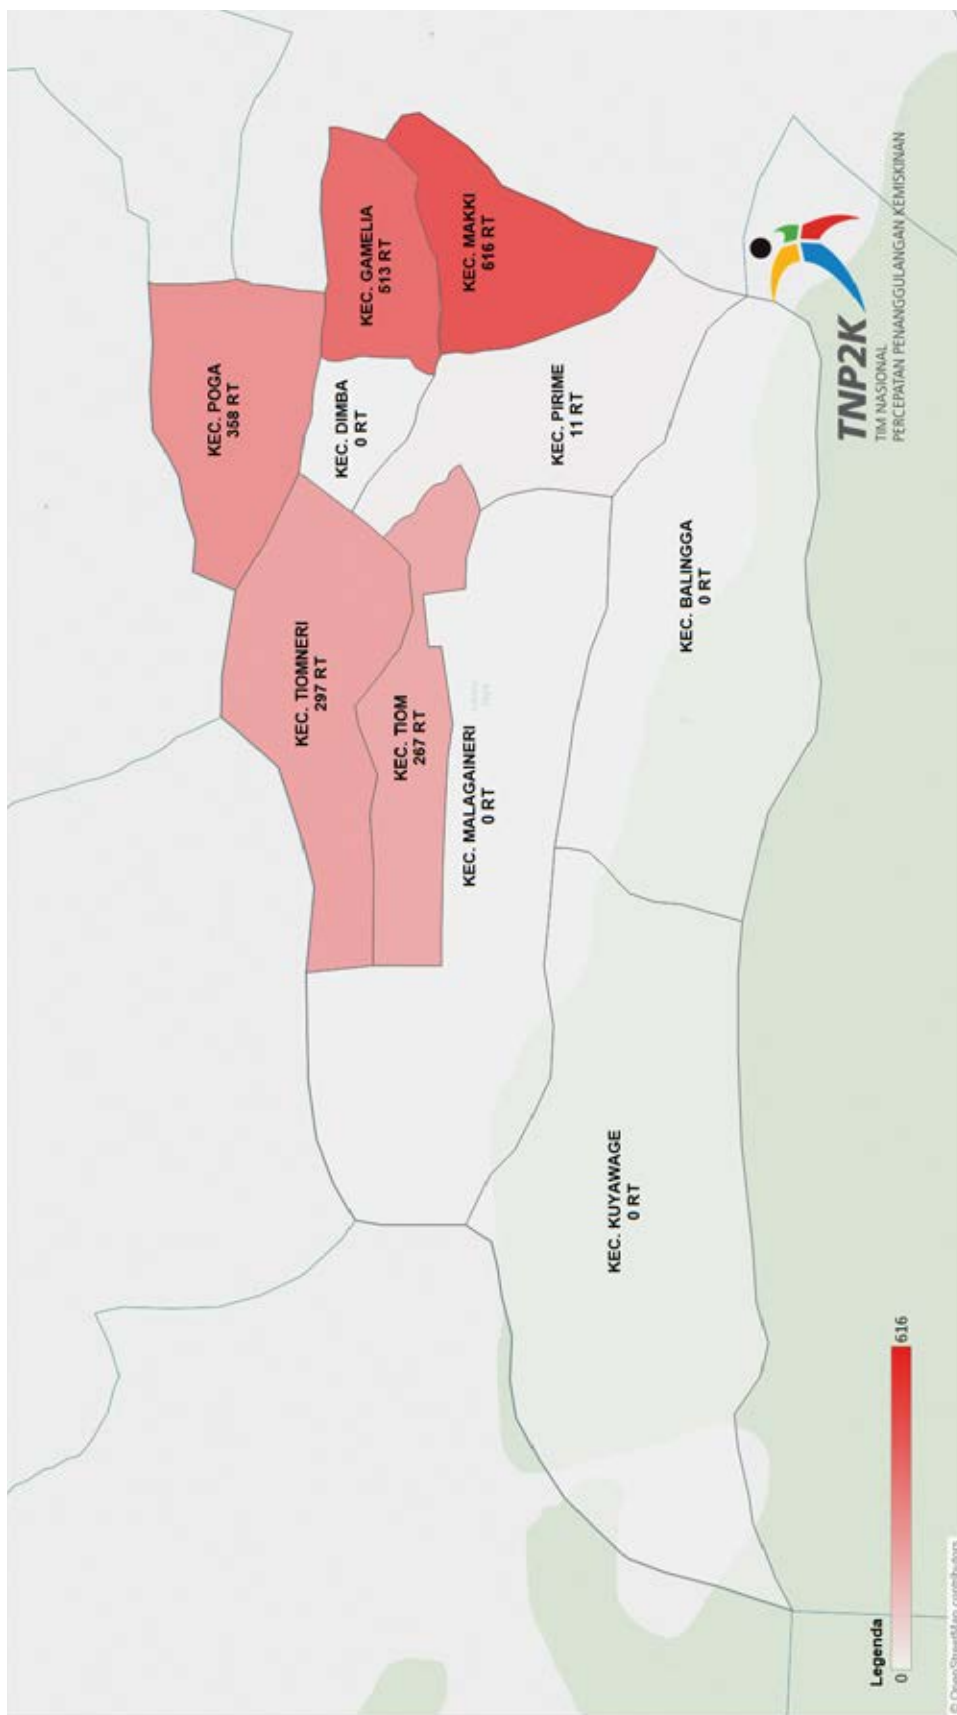 KEC. POGA
358 RT
KEC. GAMELIA
513 RT
KEC. MAKKI
616 RT
KEC. DIMBA
0 RT
KEC. PIRIME
11 RT
KEC. TIOMNERI
297 RT
KEC. TIOM
267 RT
KEC. MALAGAINERI
0 RT
KEC. BALINGGA
0 RT
KEC. KUYAWAGE
0 RT
Legenda
0
616
TNP2K
TIM NASIONAL
PERCEPATAN PENANGGULANGAN KEMISKINAN
© OpenStreetMap contributors